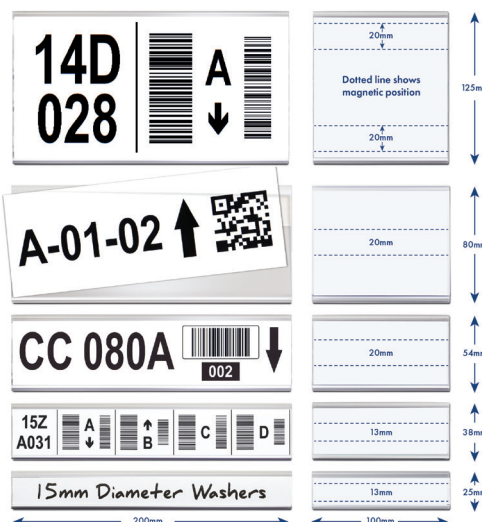 14D
028
A
20mm
Dotted line shows
magnetic position
20mm
125mm
A-01-02
20mm
80mm
CC 080A
002
20mm
54mm
15Z
A031
A
B
C
D
13mm
38mm
15mm Diameter Washers
13mm
25mm
200mm
100mm